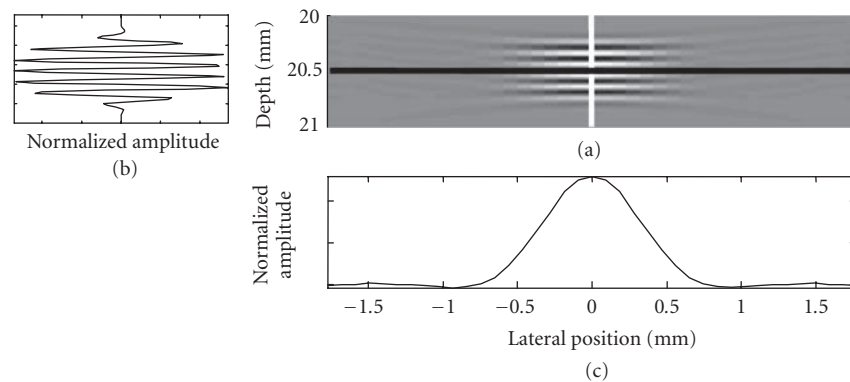 20
20.5
21
Depth (mm)
(a)
Normalized amplitude
(b)
Normalized
amplitude
−1.5 −1 −0.5 0 0.5 1 1.5
Lateral position (mm)
(c)